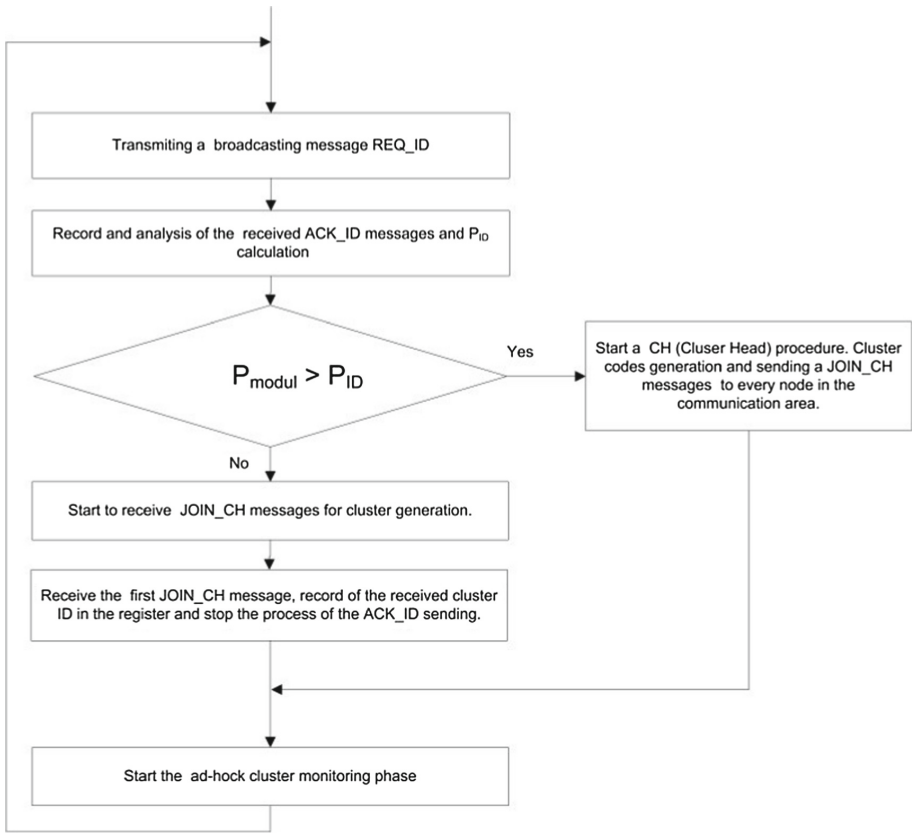 Transmiting a broadcasting message REQ_ID
Record and analysis of the received ACK_ID messages and P_ID
calculation
P_modul > P_ID
Yes
Start a CH (Cluser Head) procedure. Cluster
codes generation and sending a JOIN_CH
messages to every node in the
communication area.
No
Start to receive JOIN_CH messages for cluster generation.
Receive the first JOIN_CH message, record of the received cluster
ID in the register and stop the process of the ACK_ID sending.
Start the ad-hock cluster monitoring phase